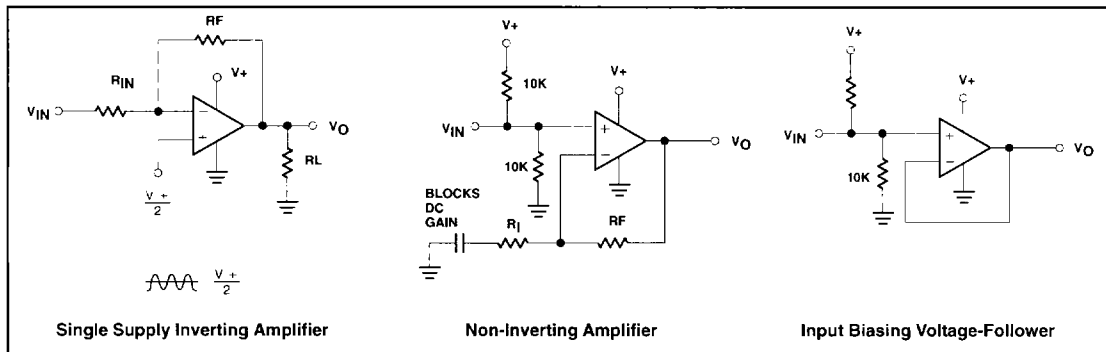 RF
V+
RIN
VIN
−
+
VO
RL
V +
2
V +
2
Single Supply Inverting Amplifier
V+
10K
V+
VIN
+
−
VO
10K
BLOCKS
DC
GAIN
RI
RF
Non-Inverting Amplifier
V+
V+
VIN
+
−
VO
10K
Input Biasing Voltage-Follower